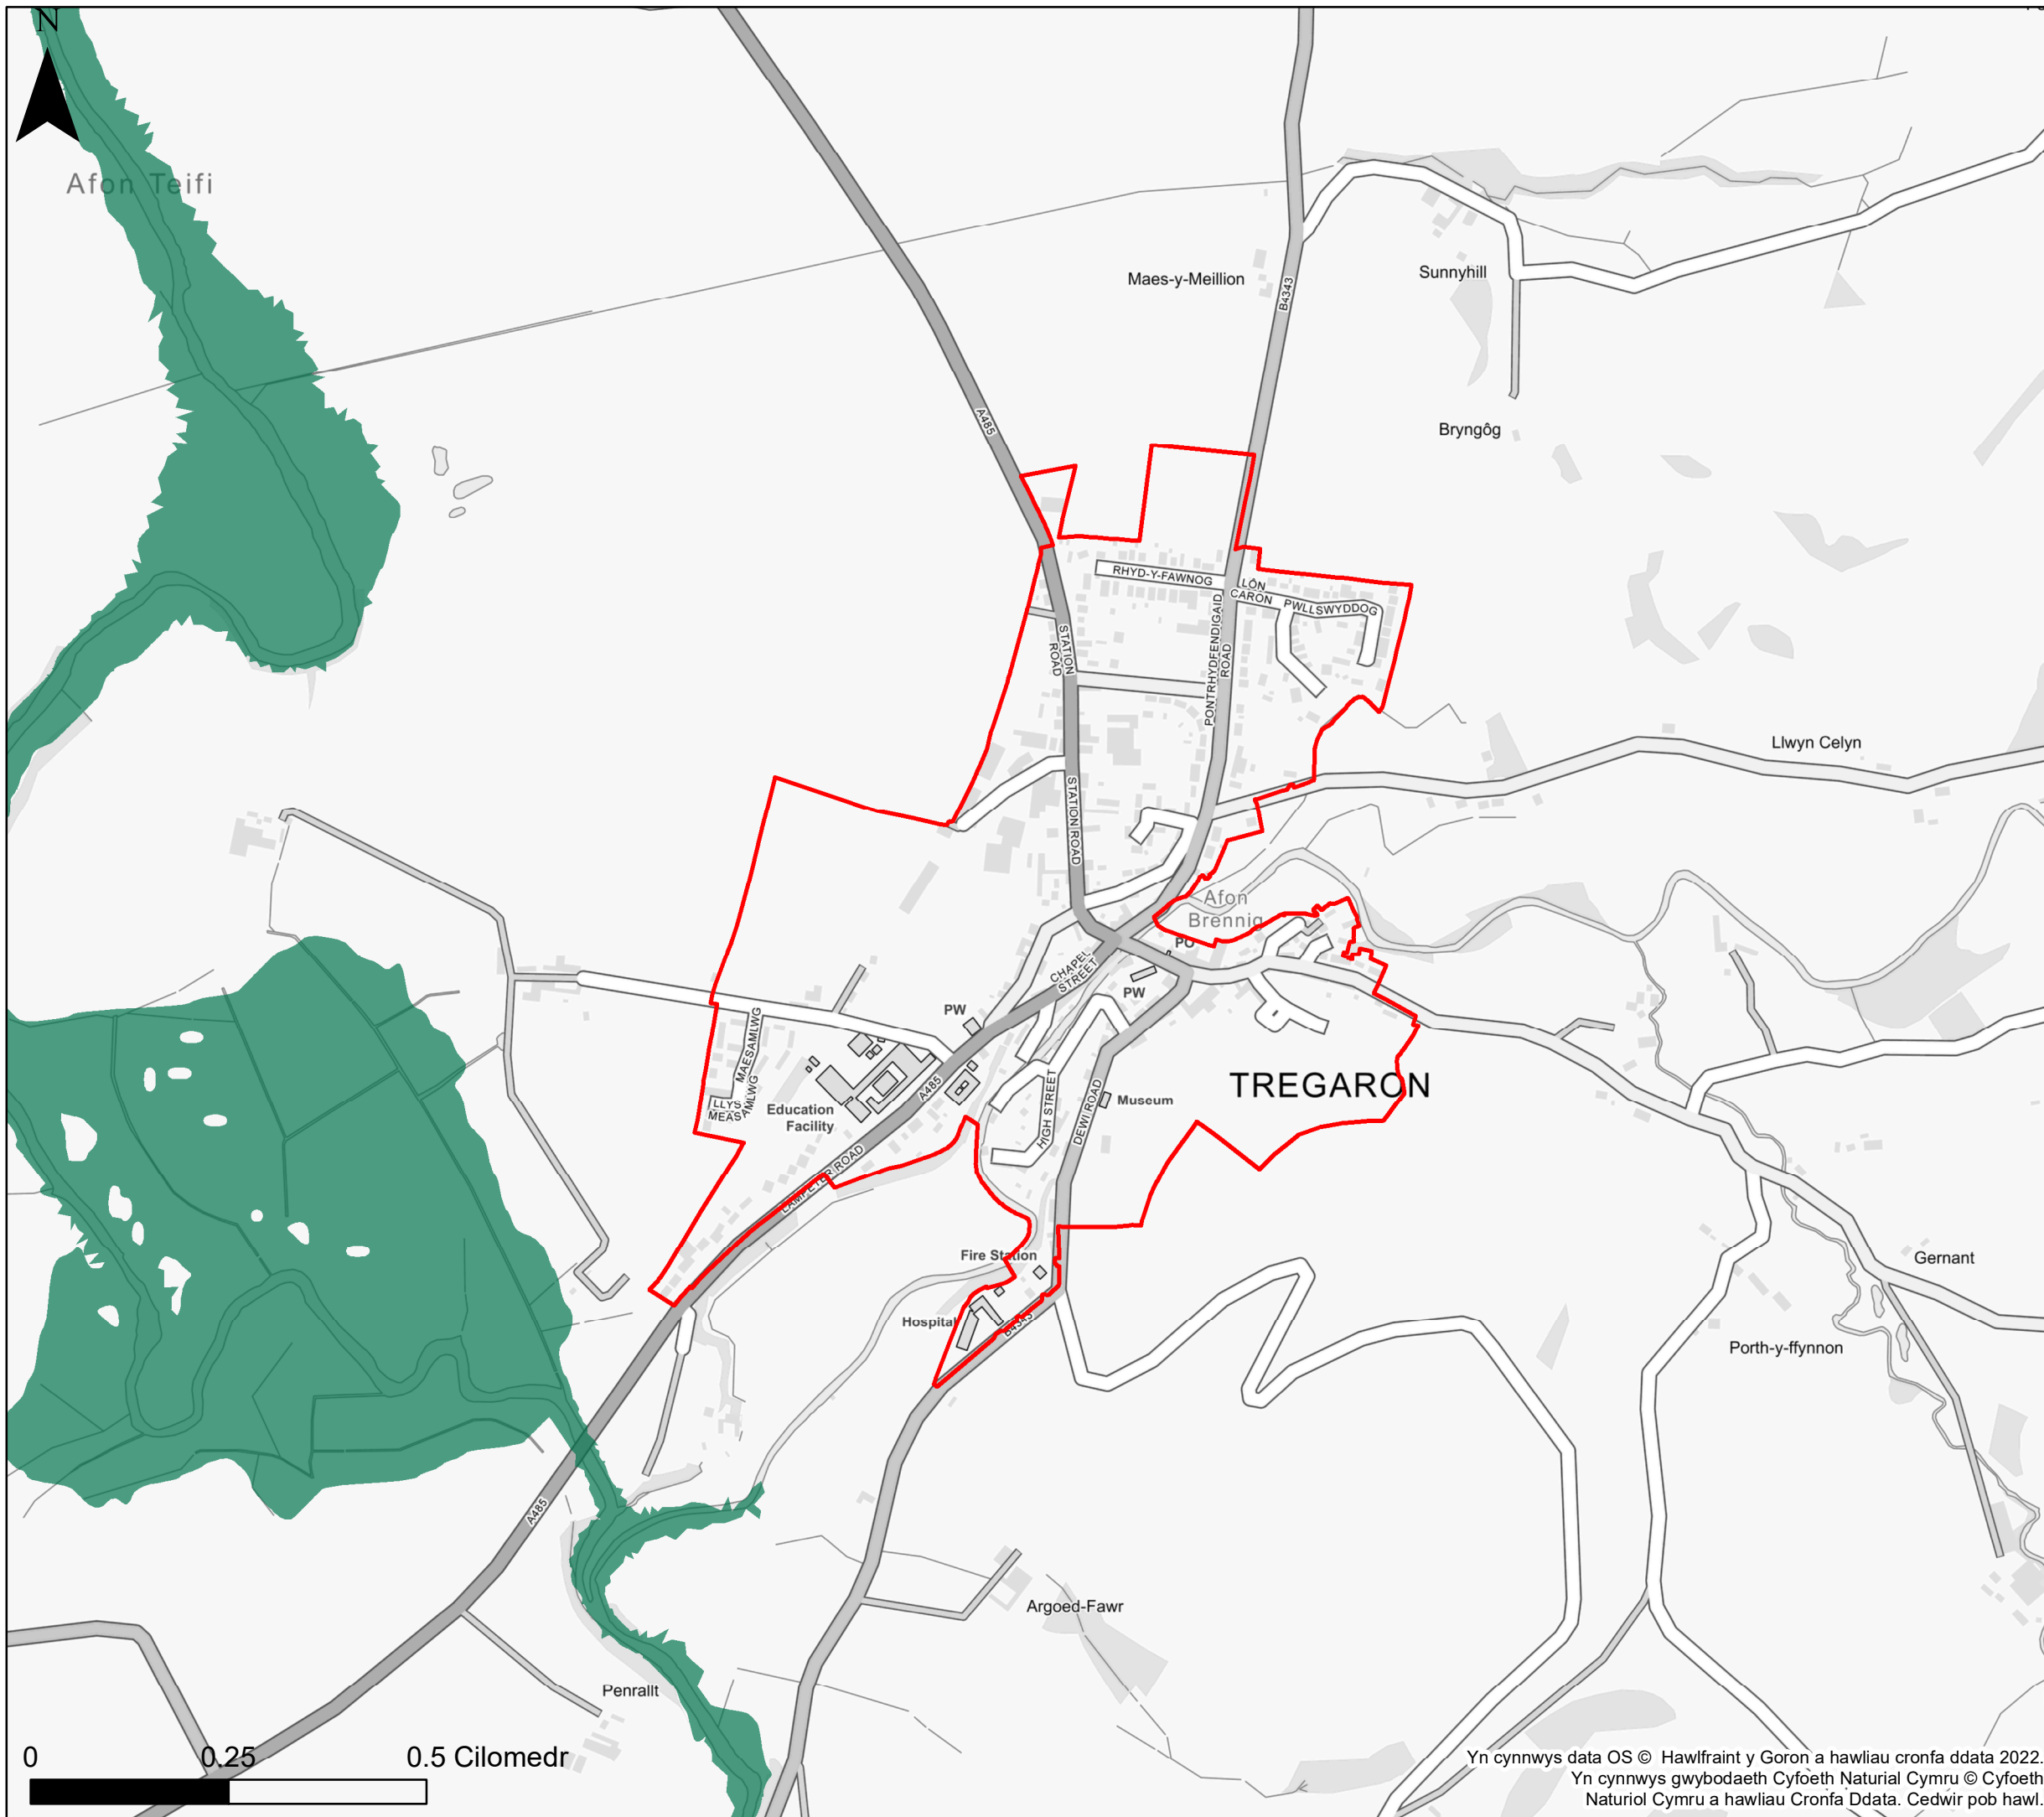 N
Afon Teifi
Maes-y-Meillion
Sunnyhill
B4343
A485
Bryngôg
RHYD-Y-FAWNOG
LÔN
CARON
PWLLSWYDDOG
STATION
ROAD
PONTRHYDFENDIGAID
ROAD
Llwyn Celyn
STATION ROAD
Afon
Brennig
PO
CHAPEL
STREET
PW
PW
MAESAMLWG
LLYS
MEASAMLWG
A485
Education
Facility
HIGH STREET
DEWI ROAD
Museum
TREGARON
LAMPETER ROAD
Fire Station
Gernant
Hospital
B4343
Porth-y-ffynnon
A485
Argoed-Fawr
Penrallt
0 0.25 0.5 Cilomedr
Yn cynnwys data OS © Hawlfraint y Goron a hawliau cronfa ddata 2022.
Yn cynnwys gwybodaeth Cyfoeth Naturial Cymru © Cyfoeth
Naturiol Cymru a hawliau Cronfa Ddata. Cedwir pob hawl.